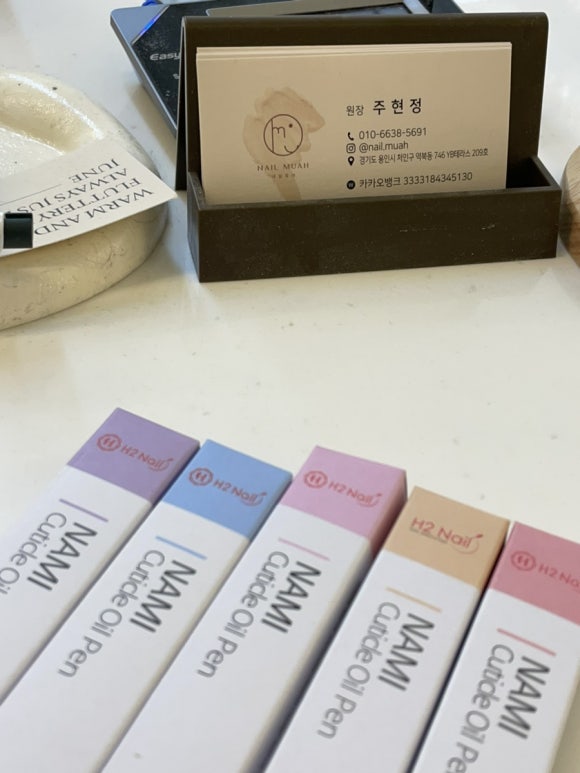 Easy
원장 주현정
010-6638-5691
@nail.muah
경기도 용인시 처인구 역북동 746 YB테라스 209호
카카오뱅크 3333184345130
NAIL MUAH
WARM AND
FLUTTERY
ALWAYS JUS
JUNE
H2 Nail
NAMI
Cuticle Oil
H2 Nail
NAMI
Cuticle Oil Pen
H2 Nail
NAMI
Cuticle Oil Pen
H2 Nail
NAMI
Cuticle Oil Pen
H2 Na
NAMI
Cuticle Oil Pe